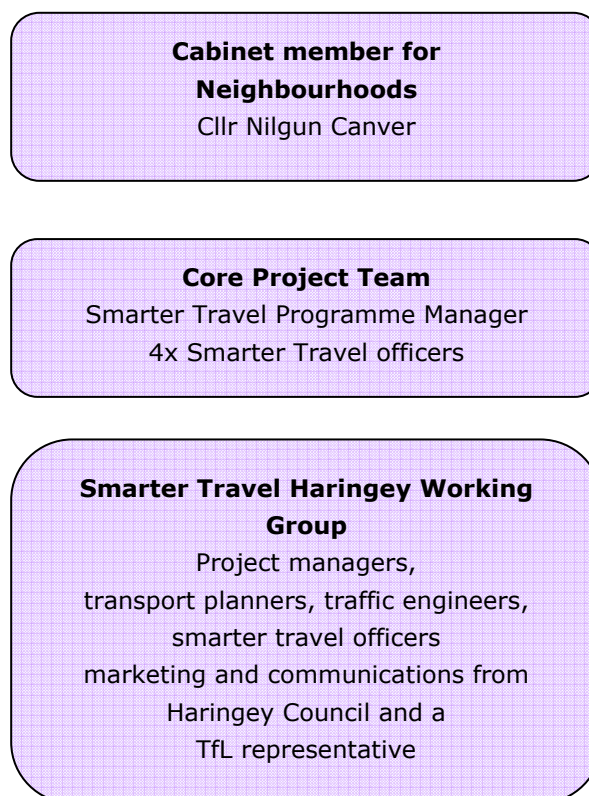 Cabinet member for
Neighbourhoods
Cllr Nilgun Canver
Core Project Team
Smarter Travel Programme Manager
4x Smarter Travel officers
Smarter Travel Haringey Working
Group
Project managers,
transport planners, traffic engineers,
smarter travel officers
marketing and communications from
Haringey Council and a
TfL representative